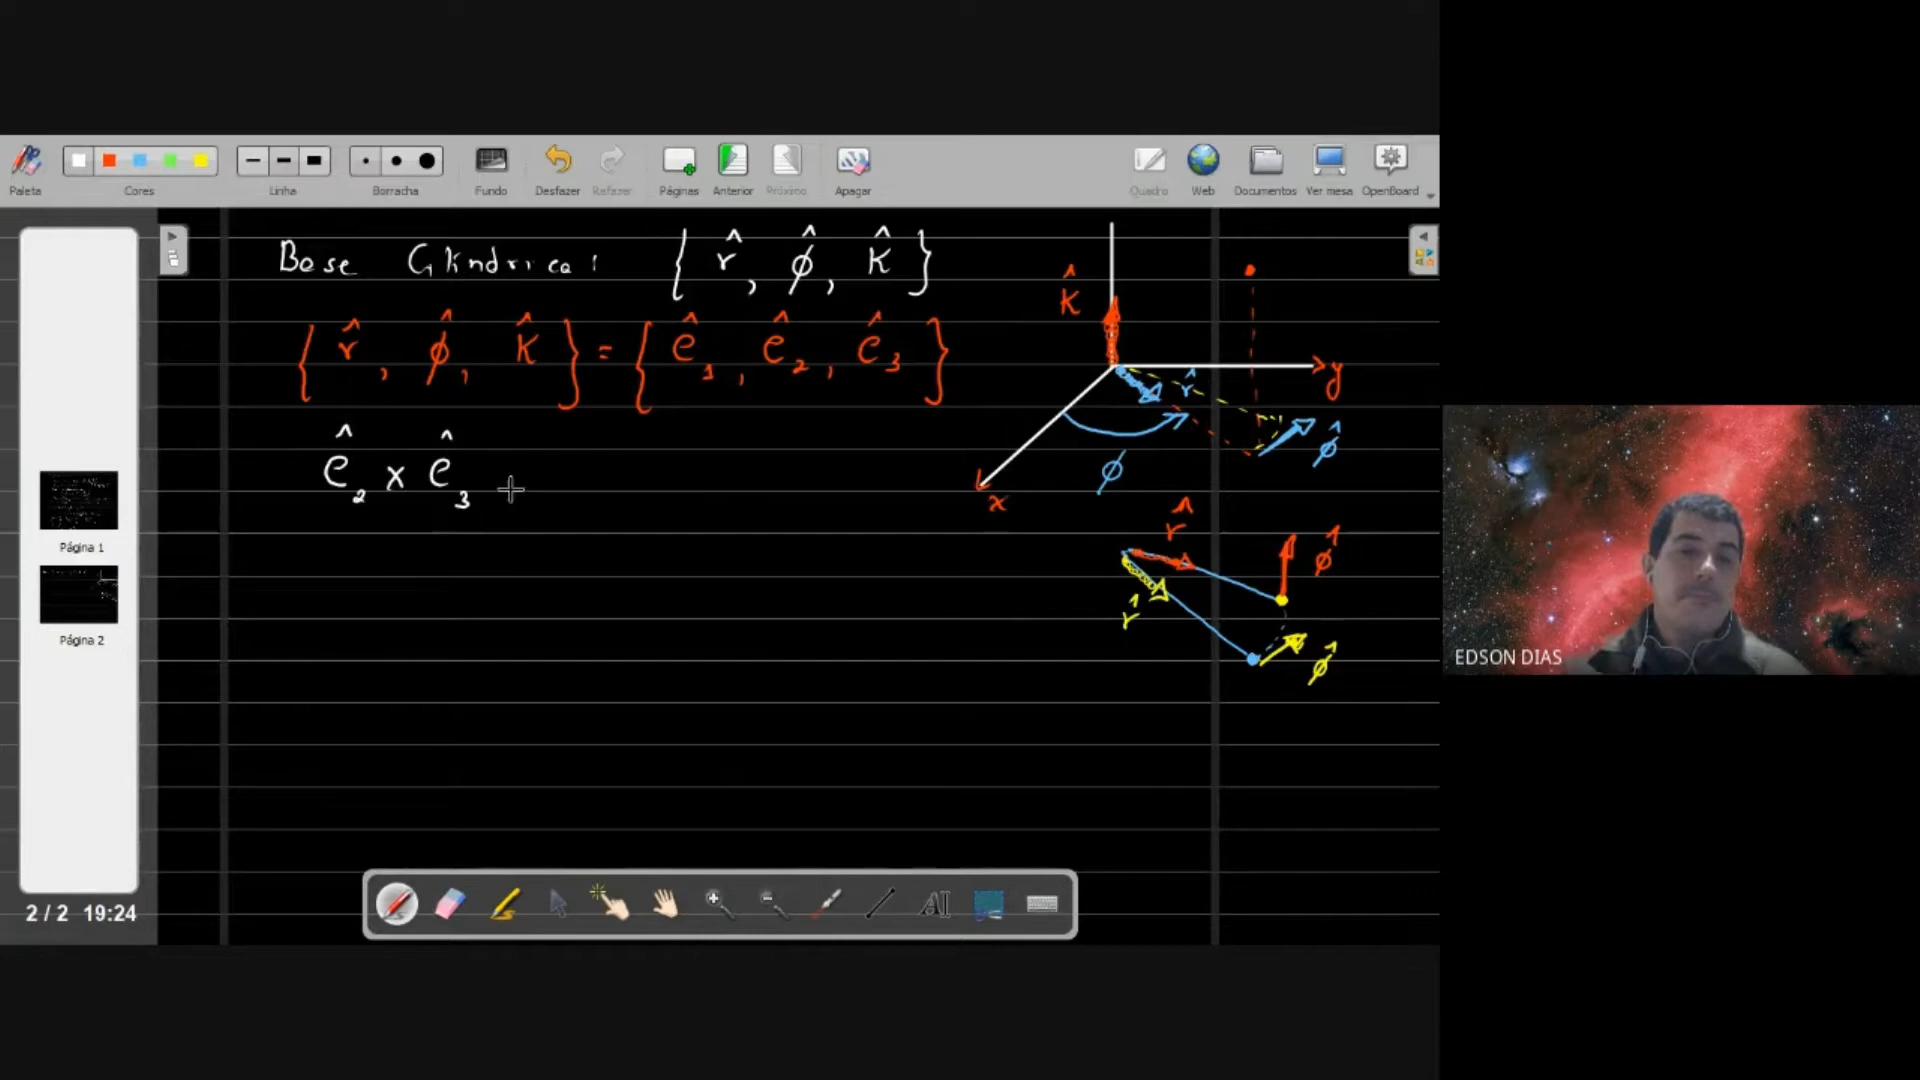 Paleta Cores Linha Borracha Fundo Desfazer Refazer Páginas Anterior Próximo Apagar Quadro Web Documentos Ver mesa OpenBoard
Base Cilíndrica: { r̂, φ̂, k̂ }
{ r̂, φ̂, k̂ } = { ê₁, ê₂, ê₃ }
ê₂ x ê₃
k̂
y
r̂
φ̂
φ
x
r̂
φ̂
r̂
φ̂
Página 1
Página 2
2 / 2 19:24
AI
EDSON DIAS